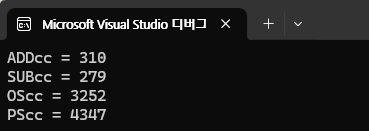 Microsoft Visual Studio 디버그
ADDcc = 310
SUBcc = 279
OScc = 3252
PScc = 4347